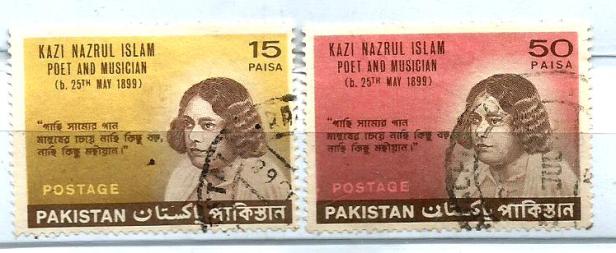 KAZI NAZRUL ISLAM
POET AND MUSICIAN
(b. 25TH MAY 1899)
15
PAISA
"গাহি সাম্যের গান
মানুষের চেয়ে নাহি কিছু বড়,
নাহি কিছু মহীয়ান।"
POSTAGE
PAKISTAN پاکستان পাকিস্তান
KAZI NAZRUL ISLAM
POET AND MUSICIAN
(b. 25TH MAY 1899)
50
PAISA
"গাহি সাম্যের গান
মানুষের চেয়ে নাহি কিছু বড়,
নাহি কিছু মহীয়ান।"
POSTAGE
JUL
PAKISTAN پاکستان পাকিস্তান